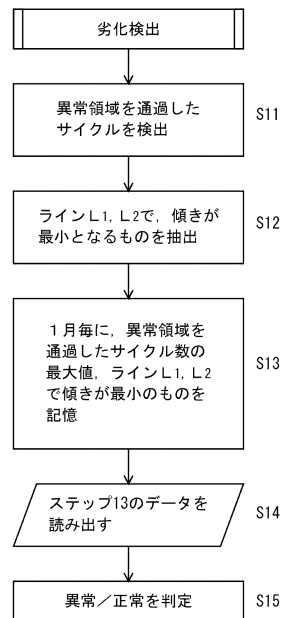 劣化検出
異常領域を通過した
サイクルを検出
S11
ラインL1, L2で, 傾きが
最小となるものを抽出
S12
1月毎に, 異常領域を
通過したサイクル数の
最大値, ラインL1, L2
で傾きが最小のものを
記憶
S13
ステップ13のデータを
読み出す
S14
異常／正常を判定
S15